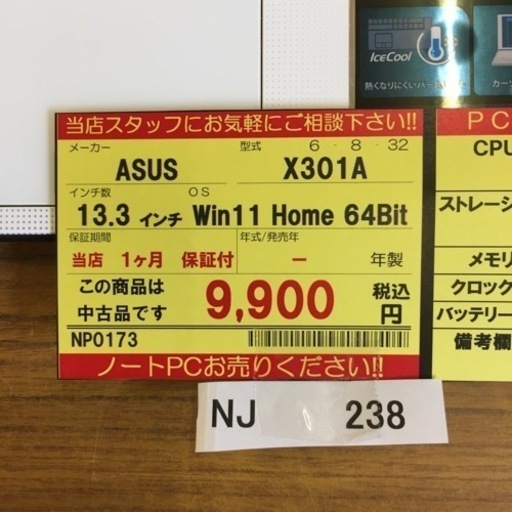 IceCool
当店スタッフにお気軽にご相談下さい!!
メーカー
ASUS
型式 6-8-32
X301A
インチ数
13.3 インチ
OS
Win11 Home 64Bit
保証期間
当店 1ヶ月 保証付
年式/発売年
ー 年製
この商品は
中古品です
9,900 税込
円
NP0173
ノートPCお売りください!!
NJ 238
PC
CPU
ストレージ
メモリ
クロック
バッテリー
備考欄